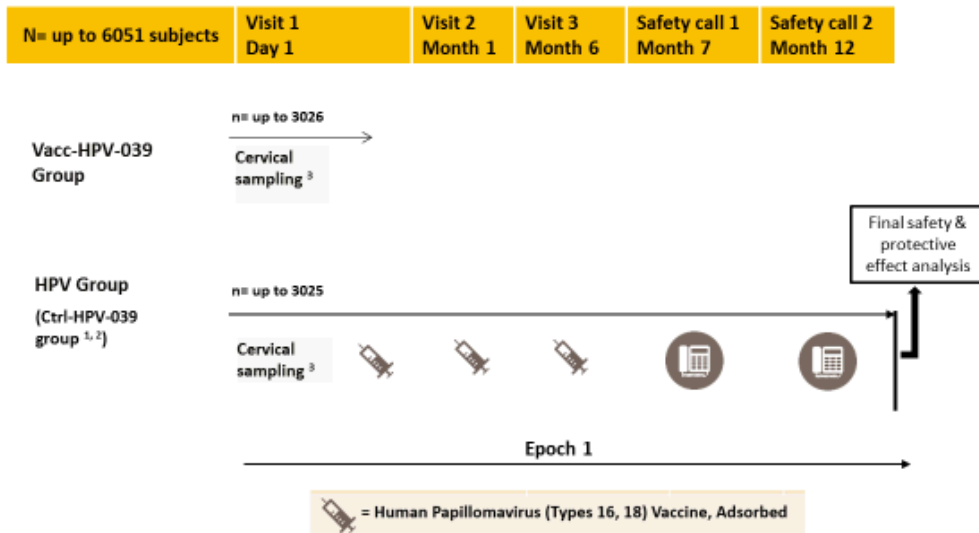 N= up to 6051 subjects
Visit 1
Day 1
Visit 2
Month 1
Visit 3
Month 6
Safety call 1
Month 7
Safety call 2
Month 12
n= up to 3026
Vacc-HPV-039
Group
Cervical
sampling ³
Final safety &
protective
effect analysis
HPV Group
(Ctrl-HPV-039
group ¹, ²)
n= up to 3025
Cervical
sampling ³
Epoch 1
= Human Papillomavirus (Types 16, 18) Vaccine, Adsorbed